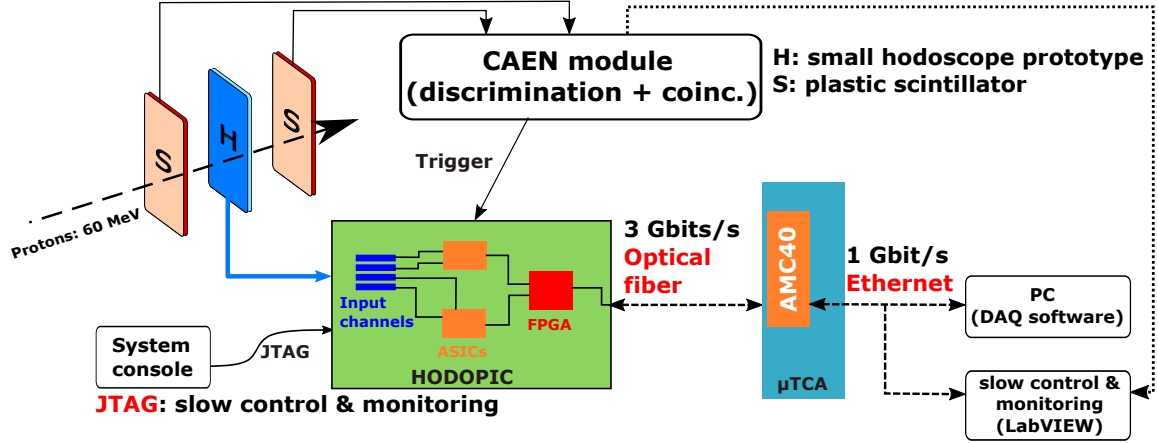 CAEN module
(discrimination + coinc.)
H: small hodoscope prototype
S: plastic scintillator
S
H
S
Protons: 60 MeV
Trigger
3 Gbits/s
Optical
fiber
1 Gbit/s
Ethernet
AMC40
µTCA
PC
(DAQ software)
slow control &
monitoring
(LabVIEW)
Input
channels
ASICs
FPGA
HODOPIC
System
console
JTAG
JTAG: slow control & monitoring